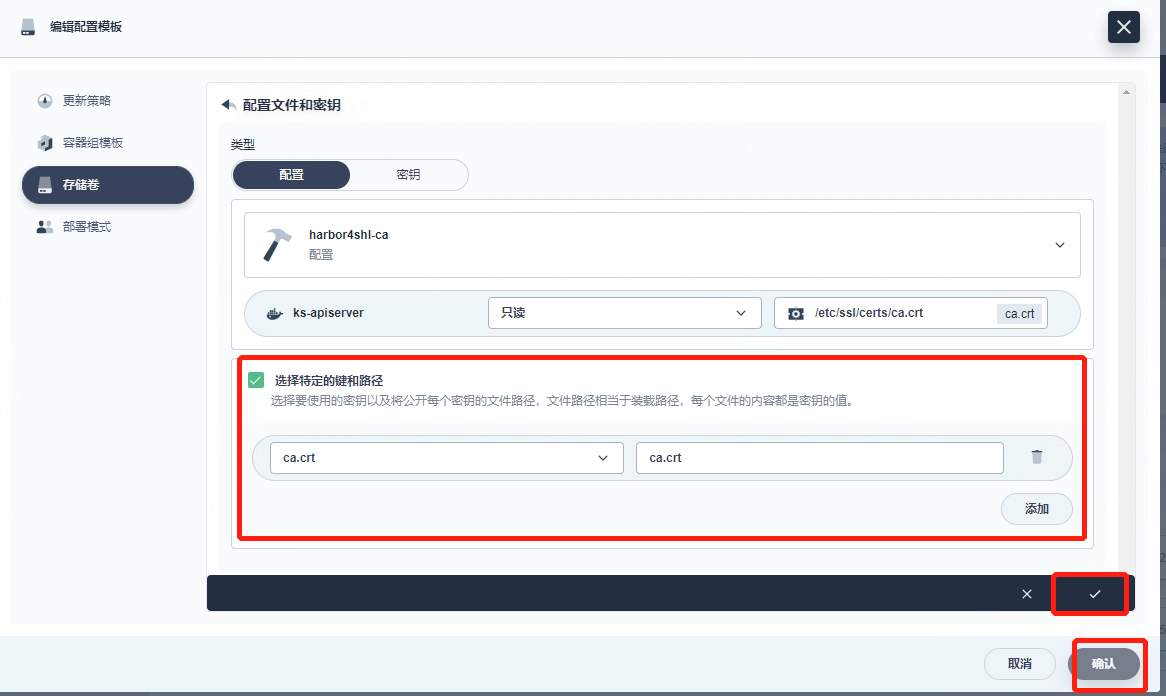 编辑配置模板
更新策略
容器组模板
存储卷
部署模式
配置文件和密钥
类型
配置 密钥
harbor4shl-ca
配置
ks-apiserver 只读 /etc/ssl/certs/ca.crt ca.crt
选择特定的键和路径
选择要使用的密钥以及将公开每个密钥的文件路径，文件路径相当于装载路径，每个文件的内容都是密钥的值。
ca.crt ca.crt
添加
取消 确认